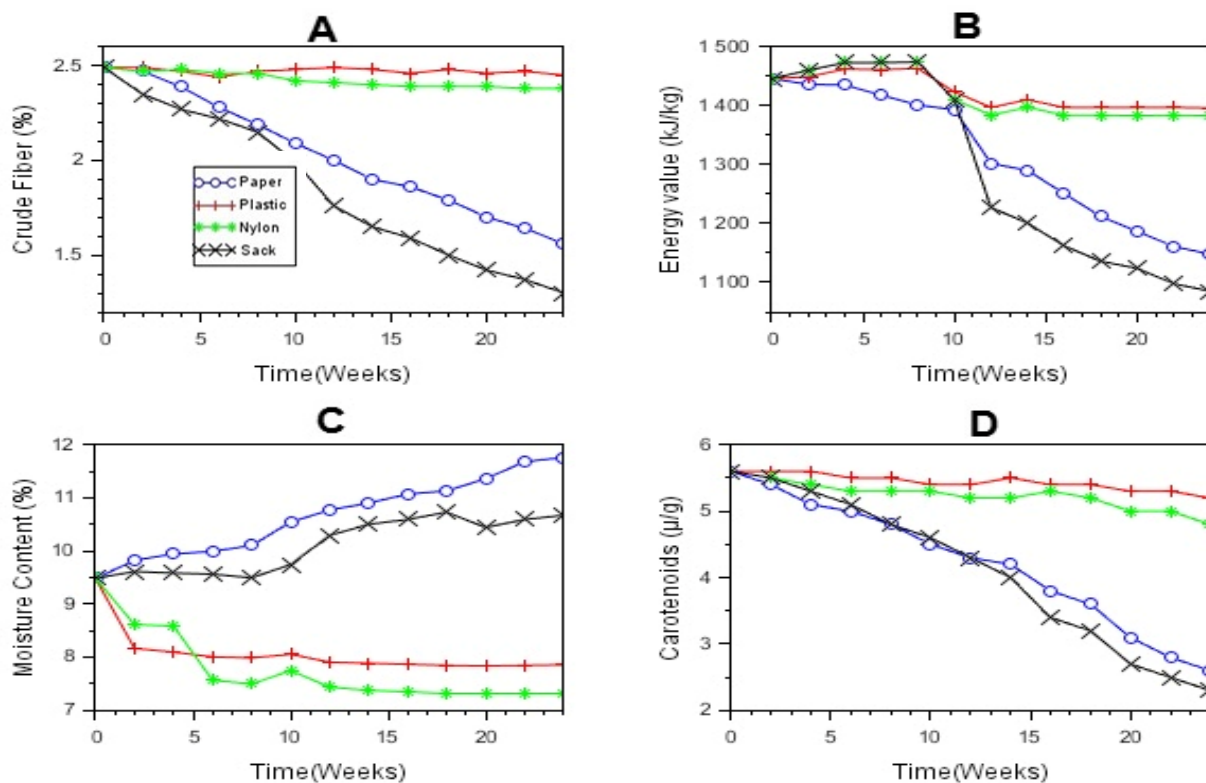 A
Crude Fiber (%)
2.5
2
1.5
Paper
Plastic
Nylon
Sack
0 5 10 15 20
Time(Weeks)
B
Energy value (kJ/kg)
1 500
1 400
1 300
1 200
1 100
0 5 10 15 20
Time(Weeks)
C
Moisture Content (%)
12
11
10
9
8
7
0 5 10 15 20
Time(Weeks)
D
Carotenoids (µ/g)
6
5
4
3
2
0 5 10 15 20
Time(Weeks)